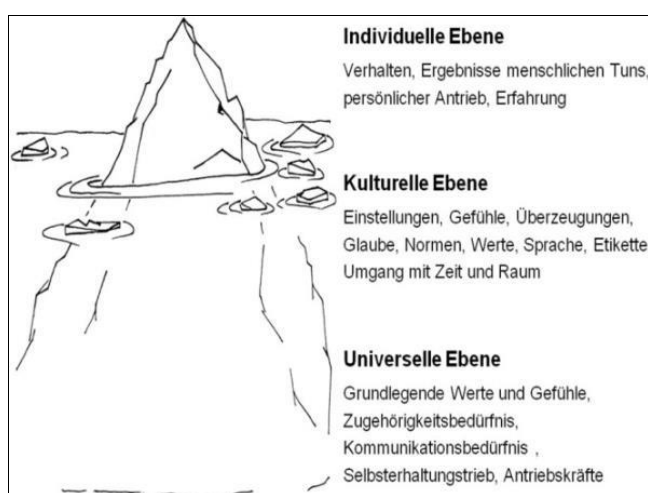 Individuelle Ebene
Verhalten, Ergebnisse menschlichen Tuns,
persönlicher Antrieb, Erfahrung
Kulturelle Ebene
Einstellungen, Gefühle, Überzeugungen,
Glaube, Normen, Werte, Sprache, Etikette
Umgang mit Zeit und Raum
Universelle Ebene
Grundlegende Werte und Gefühle,
Zugehörigkeitsbedürfnis,
Kommunikationsbedürfnis ,
Selbsterhaltungstrieb, Antriebskräfte